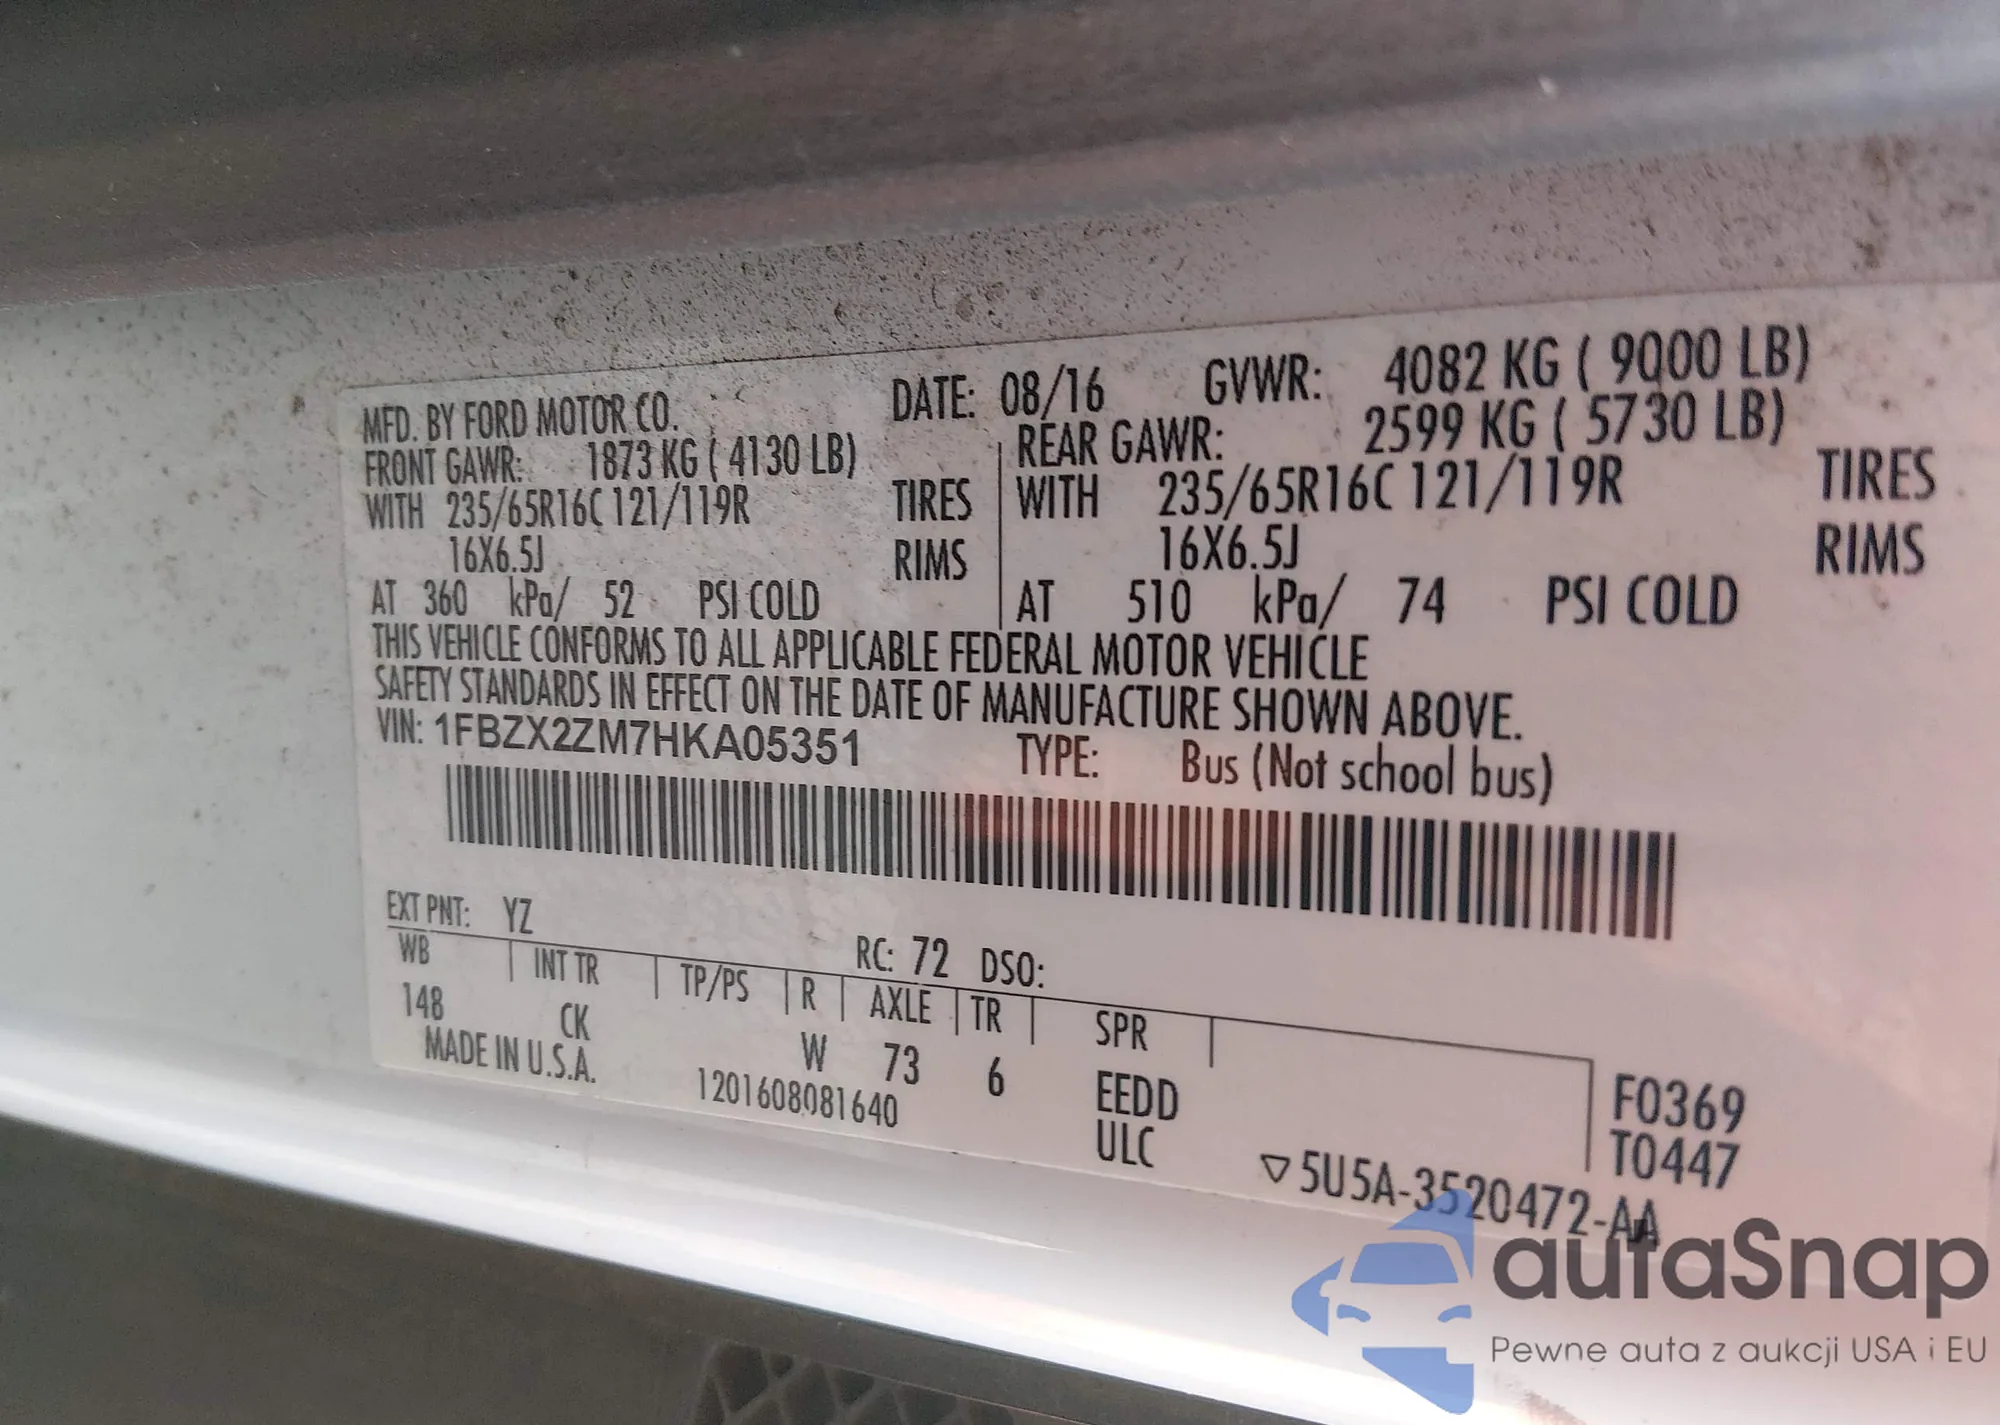 MFD. BY FORD MOTOR CO. DATE: 08/16 GVWR: 4082 KG ( 9000 LB)
FRONT GAWR: 1873 KG ( 4130 LB) REAR GAWR: 2599 KG ( 5730 LB)
WITH 235/65R16C 121/119R TIRES WITH 235/65R16C 121/119R TIRES
16X6.5J RIMS 16X6.5J RIMS
AT 360 kPa/ 52 PSI COLD AT 510 kPa/ 74 PSI COLD
THIS VEHICLE CONFORMS TO ALL APPLICABLE FEDERAL MOTOR VEHICLE
SAFETY STANDARDS IN EFFECT ON THE DATE OF MANUFACTURE SHOWN ABOVE.
VIN: 1FBZX2ZM7HKA05351 TYPE: Bus (Not school bus)
EXT PNT: YZ RC: 72 DSO:
WB INT TR TP/PS R AXLE TR SPR
148 CK W 73 6 EEDD F0369
MADE IN U.S.A. 1201608081640 ULC T0447
▽5U5A-3520472-AA
autaSnap
Pewne auta z aukcji USA i EU